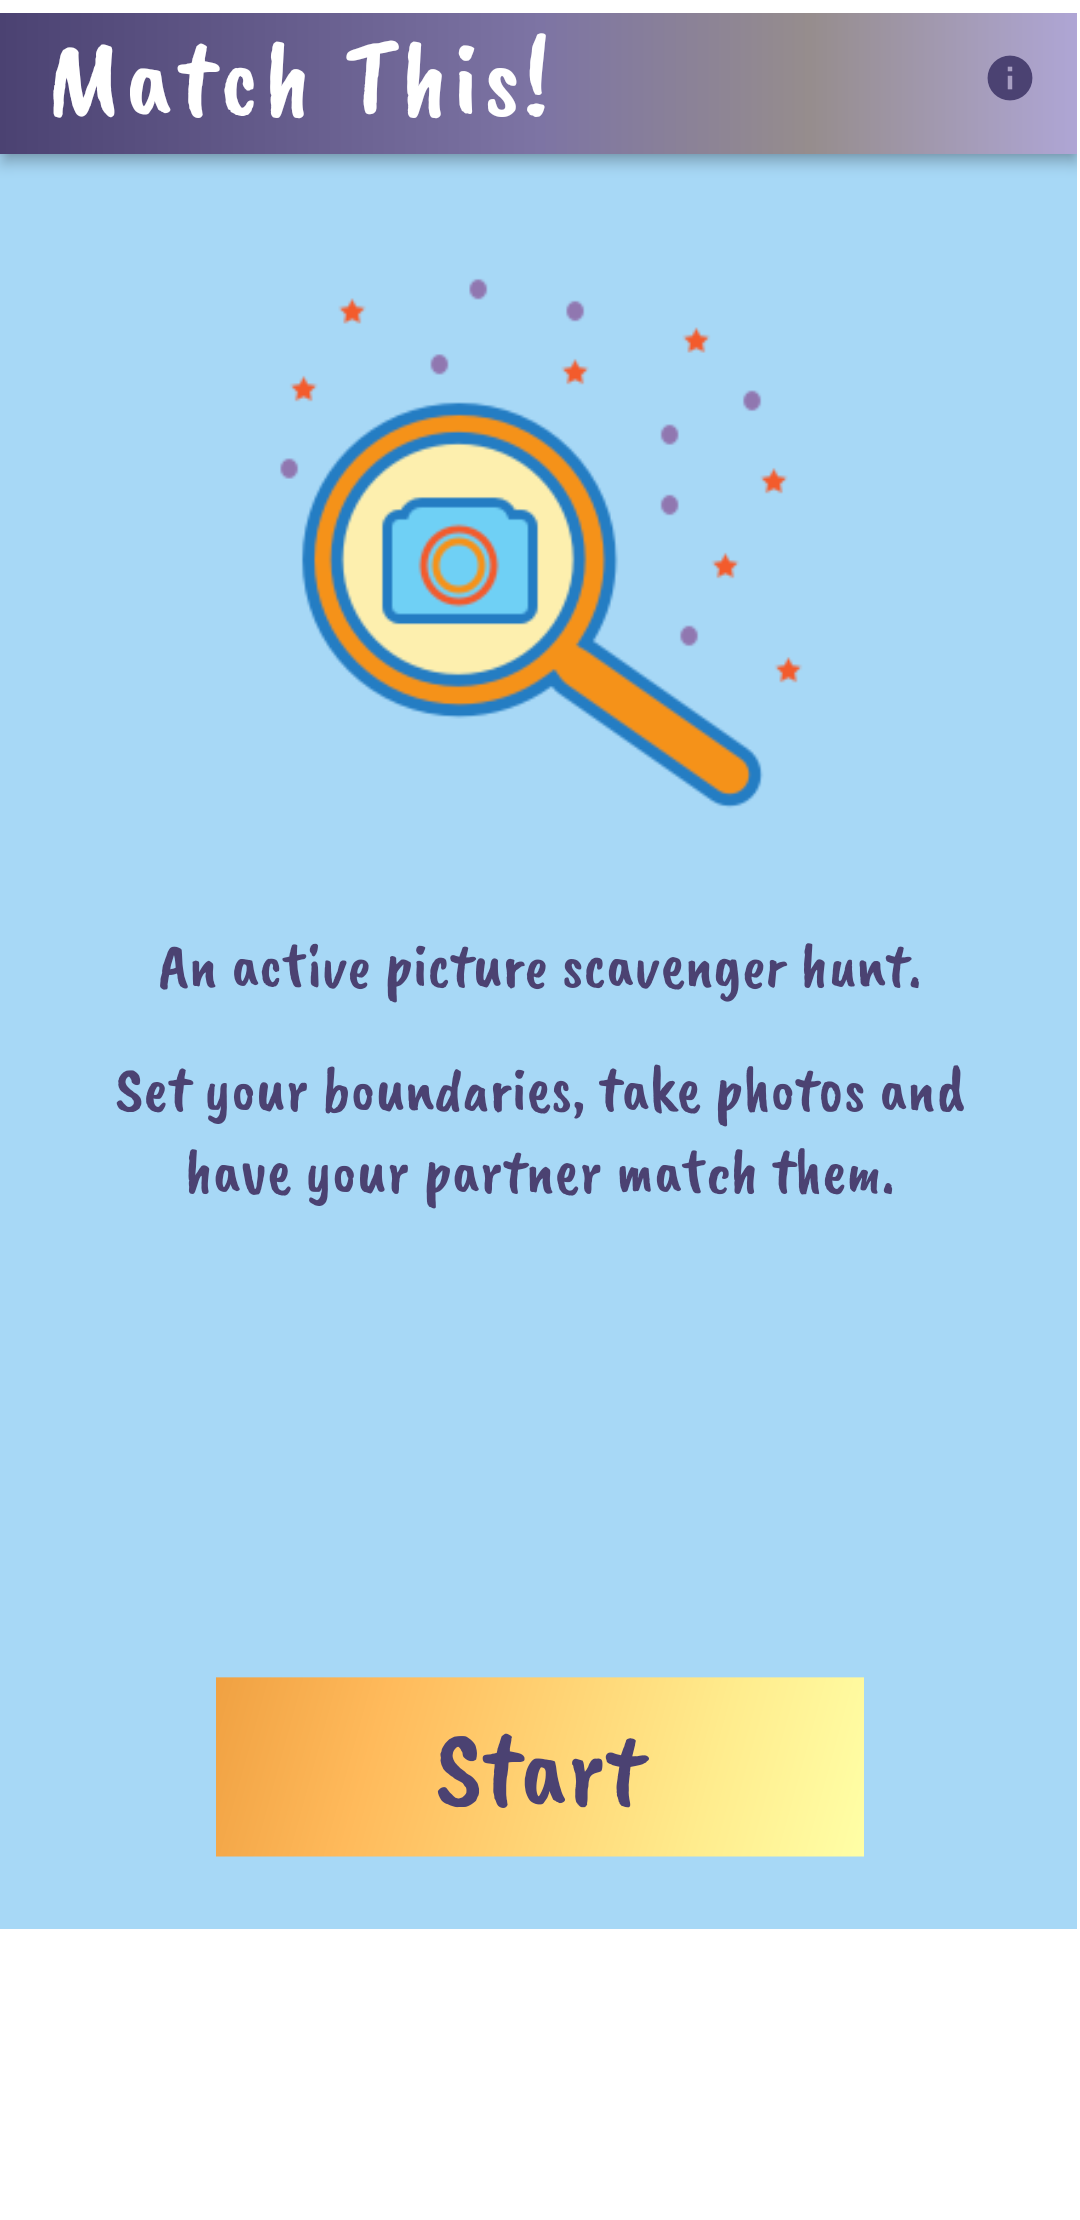 Match This!
An active picture scavenger hunt.
Set your boundaries, take photos and
have your partner match them.
Start